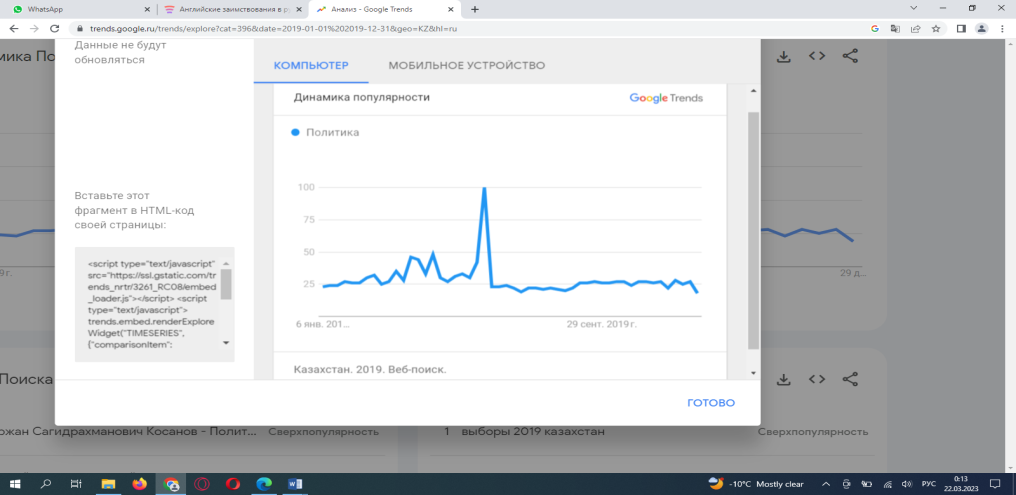 WhatsApp
Английские заимствования в ру
Анализ - Google Trends
trends.google.ru/trends/explore?cat=396&date=2019-01-01%202019-12-31&geo=KZ&hl=ru
Данные не будут
обновляться
КОМПЬЮТЕР
МОБИЛЬНОЕ УСТРОЙСТВО
Динамика популярности
Google Trends
Политика
100
75
50
25
6 янв. 201...
29 сент. 2019 г.
Казахстан. 2019. Веб-поиск.
Вставьте этот
фрагмент в HTML-код
своей страницы:
<script type="text/javascript"
src="https://ssl.gstatic.com/tr
ends_nrtr/3261_RC08/embed
_loader.js"></script> <script
type="text/javascript">
trends.embed.renderExplore
Widget("TIMESERIES",
{"comparisonItem":
ГОТОВО
29 д...
Поиска
Сагидрахманович Косанов - Полит...
Сверхпопулярность
1 выборы 2019 казахстан
Сверхпопулярность
-10°C Mostly clear
РУС
0:13
22.03.2023